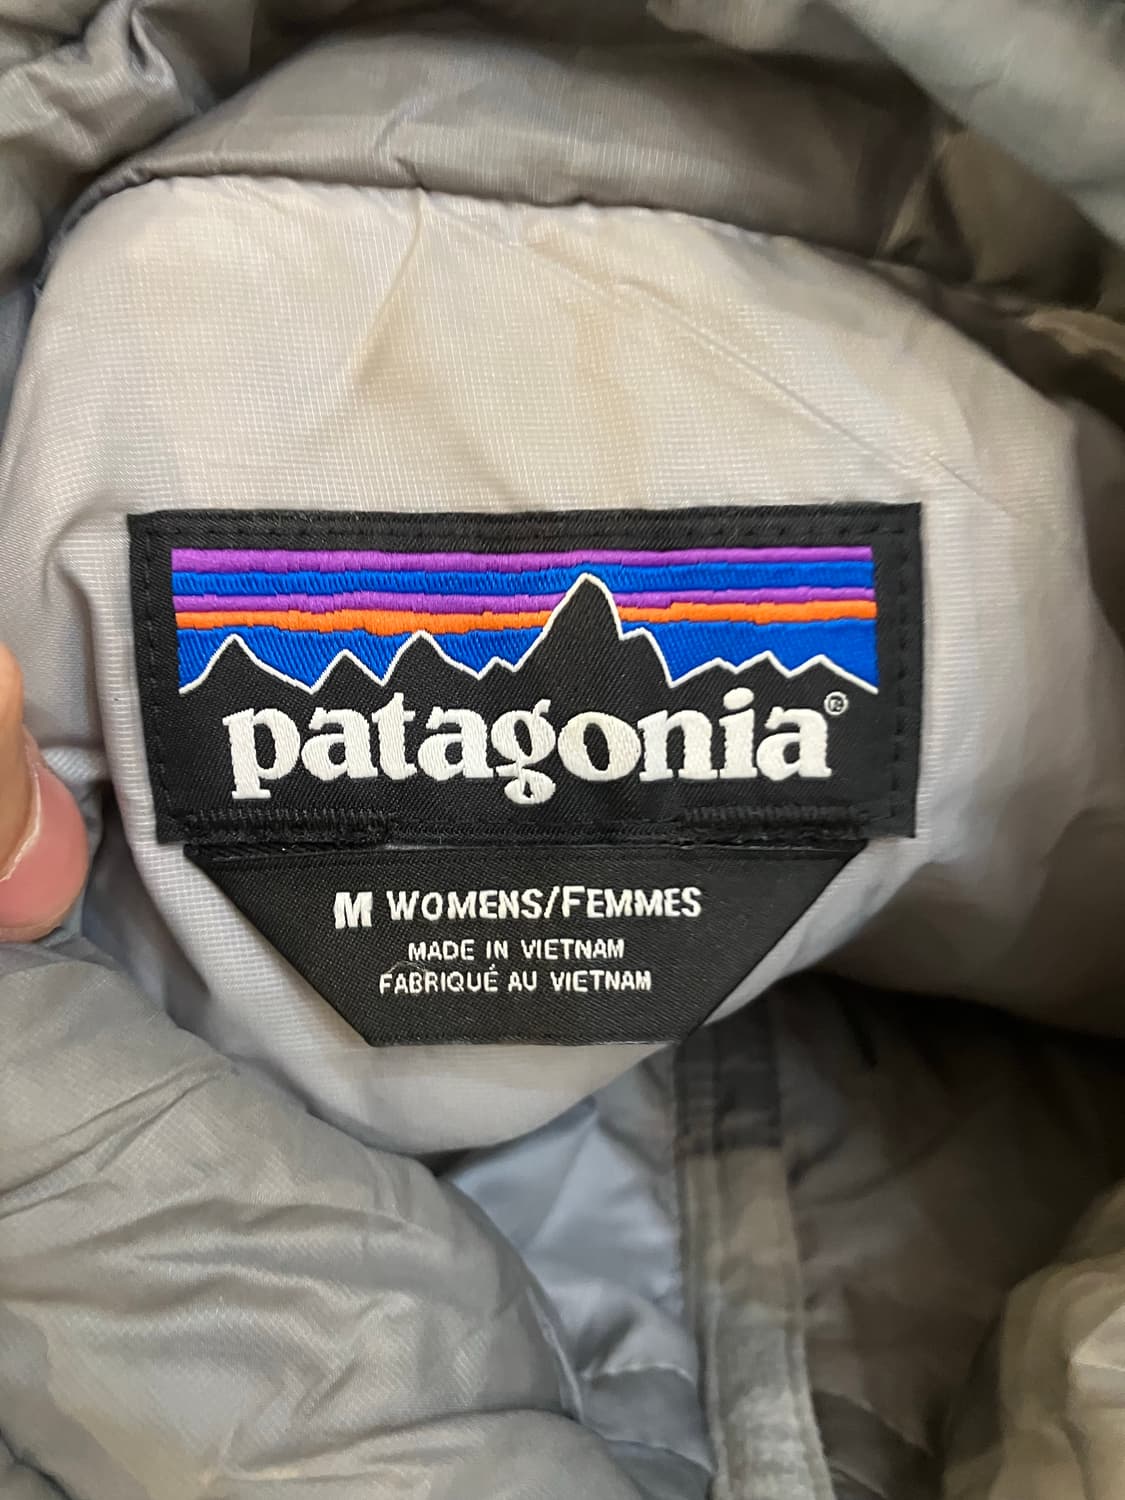 patagonia®
M WOMENS/FEMMES
MADE IN VIETNAM
FABRIQUÉ AU VIETNAM